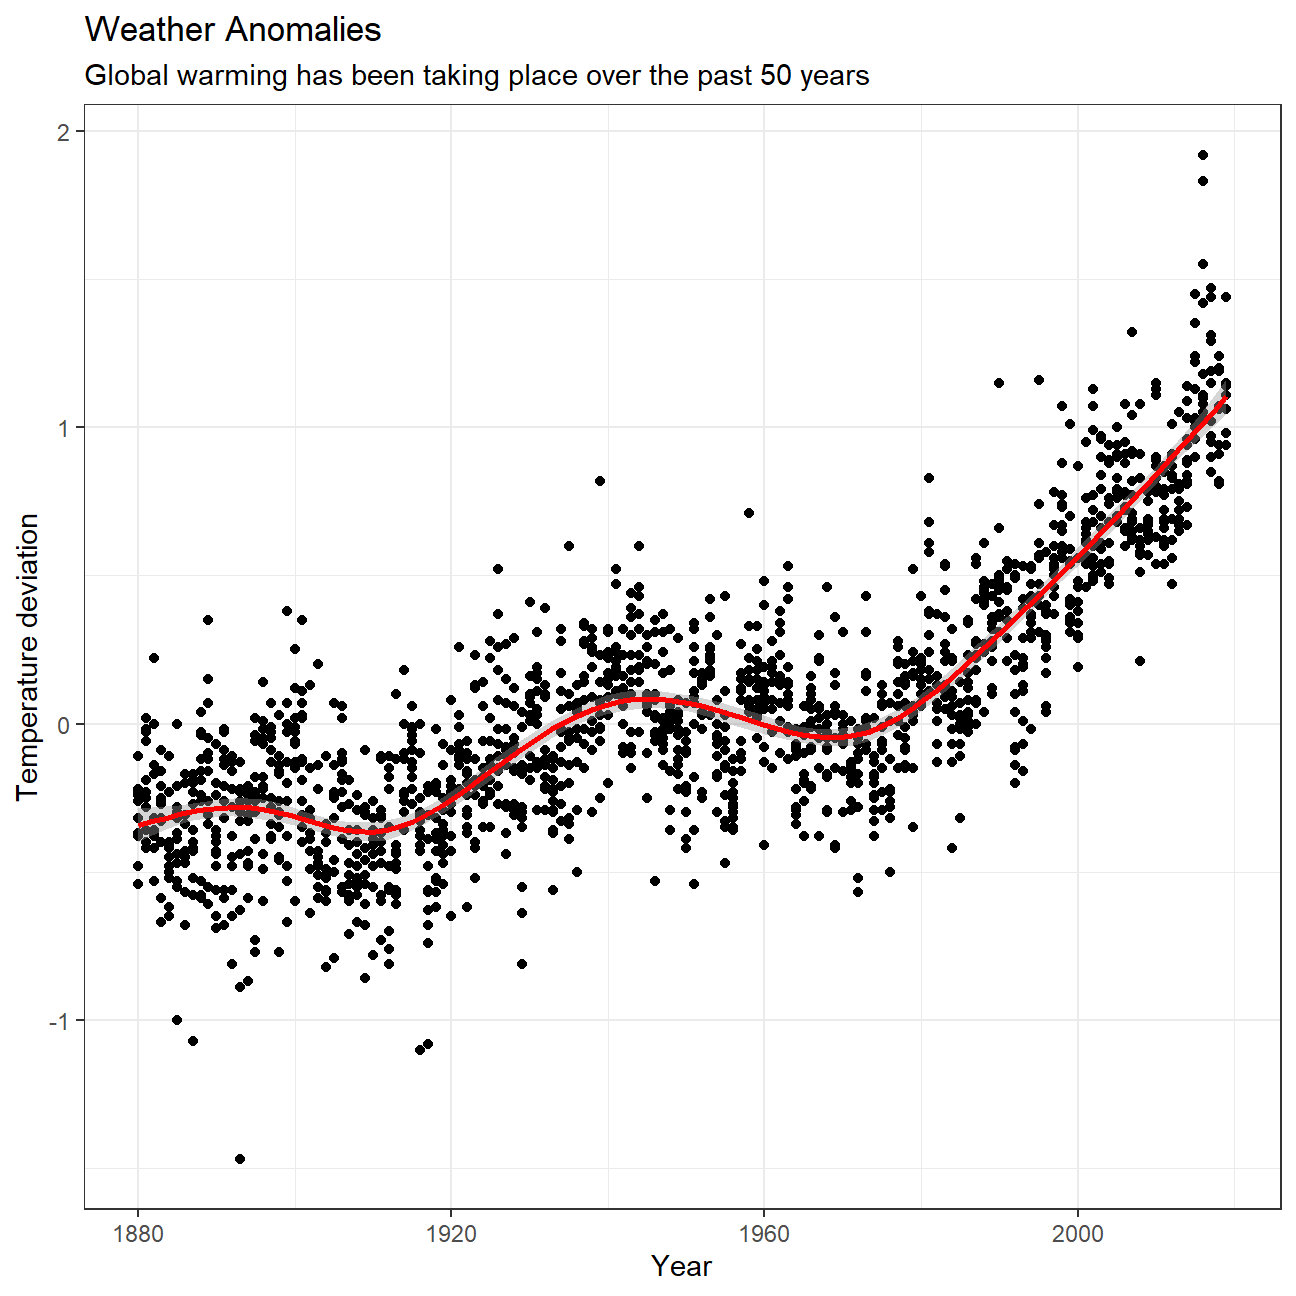 Weather Anomalies
Global warming has been taking place over the past 50 years
2
1
0
-1
Temperature deviation
1880 1920 1960 2000
Year